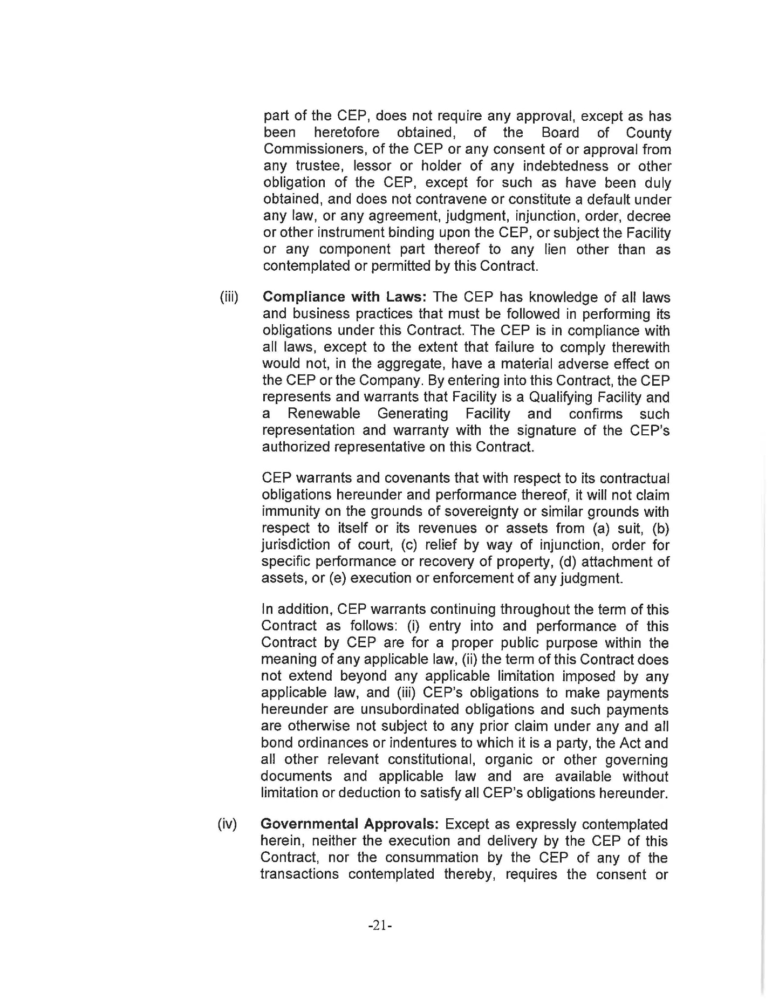 part of the CEP, does not require any approval, except as has
been heretofore obtained, of the Board of County
Commissioners, of the CEP or any consent of or approval from
any trustee, lessor or holder of any indebtedness or other
obligation of the CEP, except for such as have been duly
obtained, and does not contravene or constitute a default under
any law, or any agreement, judgment, injunction, order, decree
or other instrument binding upon the CEP, or subject the Facility
or any component part thereof to any lien other than as
contemplated or permitted by this Contract.
(iii) Compliance with Laws: The CEP has knowledge of all laws
and business practices that must be followed in performing its
obligations under this Contract. The CEP is in compliance with
all laws, except to the extent that failure to comply therewith
would not, in the aggregate, have a material adverse effect on
the CEP or the Company. By entering into this Contract, the CEP
represents and warrants that Facility is a Qualifying Facility and
a Renewable Generating Facility and confirms such
representation and warranty with the signature of the CEP's
authorized representative on this Contract.
CEP warrants and covenants that with respect to its contractual
obligations hereunder and performance thereof, it will not claim
immunity on the grounds of sovereignty or similar grounds with
respect to itself or its revenues or assets from (a) suit, (b)
jurisdiction of court, (c) relief by way of injunction, order for
specific performance or recovery of property, (d) attachment of
assets, or (e) execution or enforcement of any judgment.
In addition, CEP warrants continuing throughout the term of this
Contract as follows: (i) entry into and performance of this
Contract by CEP are for a proper public purpose within the
meaning of any applicable law, (ii) the term of this Contract does
not extend beyond any applicable limitation imposed by any
applicable law, and (iii) CEP's obligations to make payments
hereunder are unsubordinated obligations and such payments
are otherwise not subject to any prior claim under any and all
bond ordinances or indentures to which it is a party, the Act and
all other relevant constitutional, organic or other governing
documents and applicable law and are available without
limitation or deduction to satisfy all CEP's obligations hereunder.
(iv) Governmental Approvals: Except as expressly contemplated
herein, neither the execution and delivery by the CEP of this
Contract, nor the consummation by the CEP of any of the
transactions contemplated thereby, requires the consent or
-21-